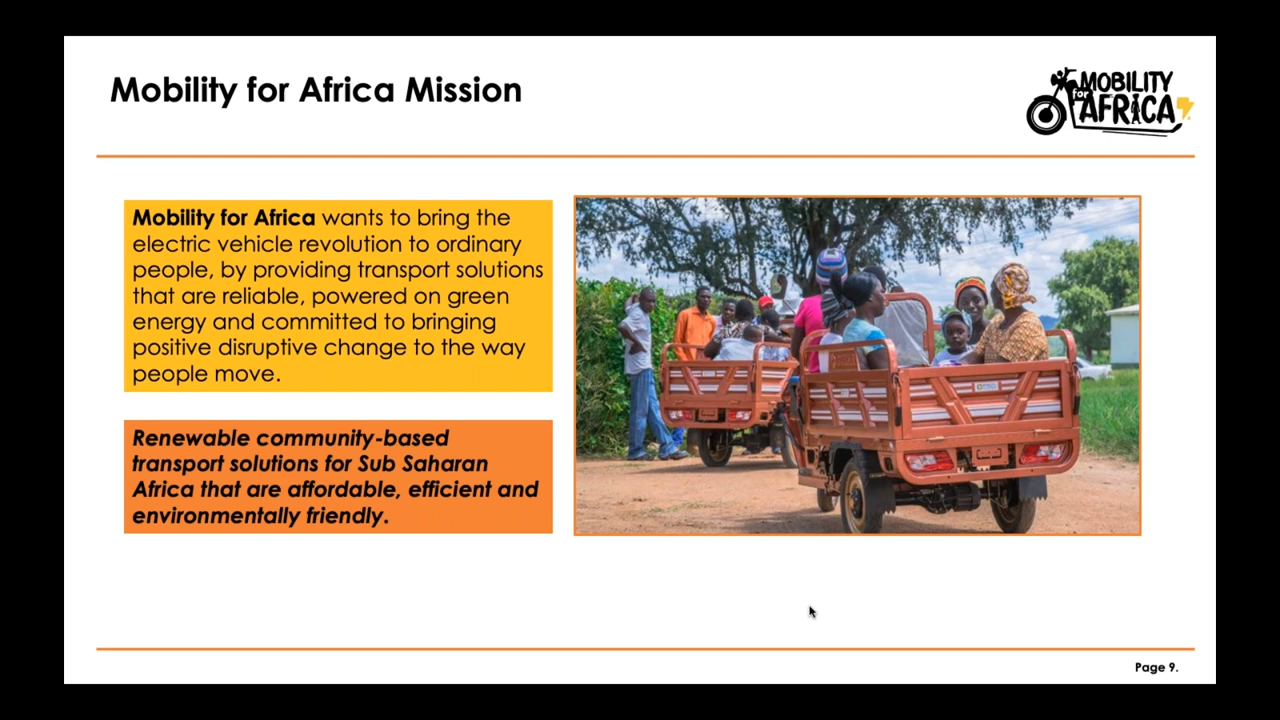 Mobility for Africa Mission
MOBILITY
for
AFRICA
Mobility for Africa wants to bring the
electric vehicle revolution to ordinary
people, by providing transport solutions
that are reliable, powered on green
energy and committed to bringing
positive disruptive change to the way
people move.
Renewable community-based
transport solutions for Sub Saharan
Africa that are affordable, efficient and
environmentally friendly.
Page 9.